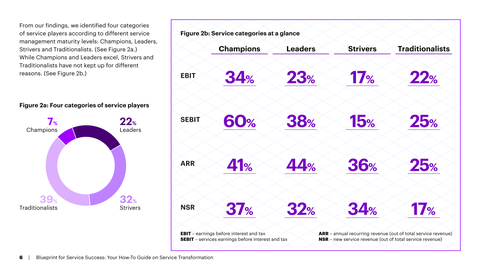 From our findings, we identified four categories
of service players according to different service
management maturity levels: Champions, Leaders,
Strivers and Traditionalists. (See Figure 2a.)
While Champions and Leaders excel, Strivers and
Traditionalists have not kept up for different
reasons. (See Figure 2b.)
Figure 2a: Four categories of service players
7%
Champions
22%
Leaders
39%
Traditionalists
32%
Strivers
Figure 2b: Service categories at a glance
Champions Leaders Strivers Traditionalists
EBIT 34% 23% 17% 22%
SEBIT 60% 38% 15% 25%
ARR 41% 44% 36% 25%
NSR 37% 32% 34% 17%
EBIT – earnings before interest and tax
SEBIT – services earnings before interest and tax
ARR – annual recurring revenue (out of total service revenue)
NSR – new service revenue (out of total service revenue)
6 | Blueprint for Service Success: Your How-To Guide on Service Transformation